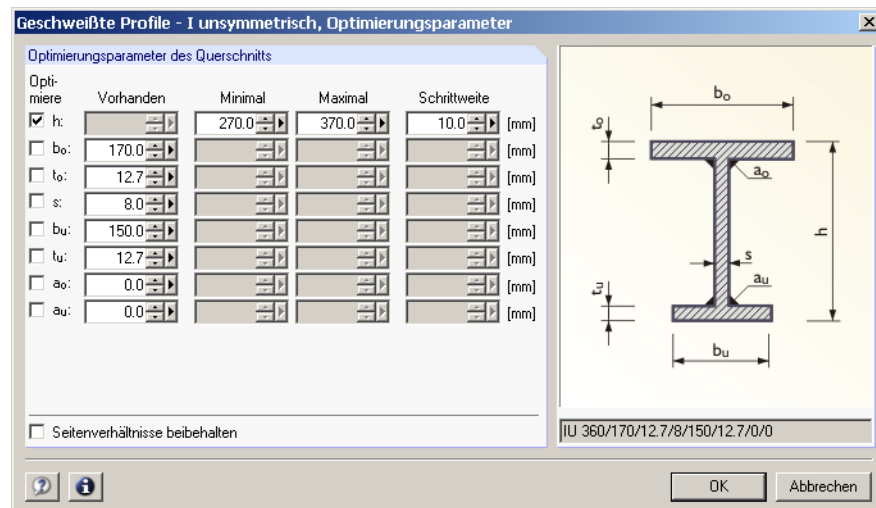 Geschweißte Profile - I unsymmetrisch, Optimierungsparameter
Optimierungsparameter des Querschnitts
Opti-
miere Vorhanden Minimal Maximal Schrittweite
h: 270.0 370.0 10.0 [mm]
bo: 170.0 [mm]
to: 12.7 [mm]
s: 8.0 [mm]
bu: 150.0 [mm]
tu: 12.7 [mm]
ao: 0.0 [mm]
au: 0.0 [mm]
Seitenverhältnisse beibehalten
bo
to
ao
h
s
au
tu
bu
IU 360/170/12.7/8/150/12.7/0/0
OK Abbrechen